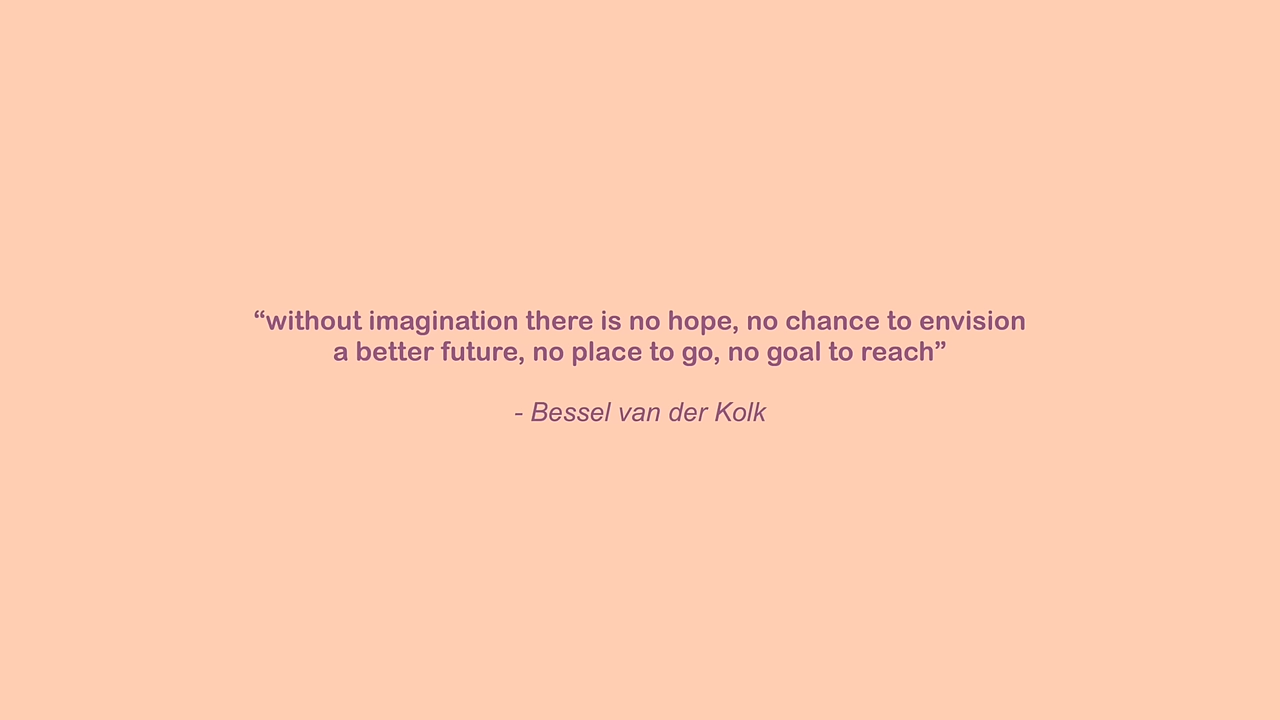 “without imagination there is no hope, no chance to envision
a better future, no place to go, no goal to reach”
- Bessel van der Kolk